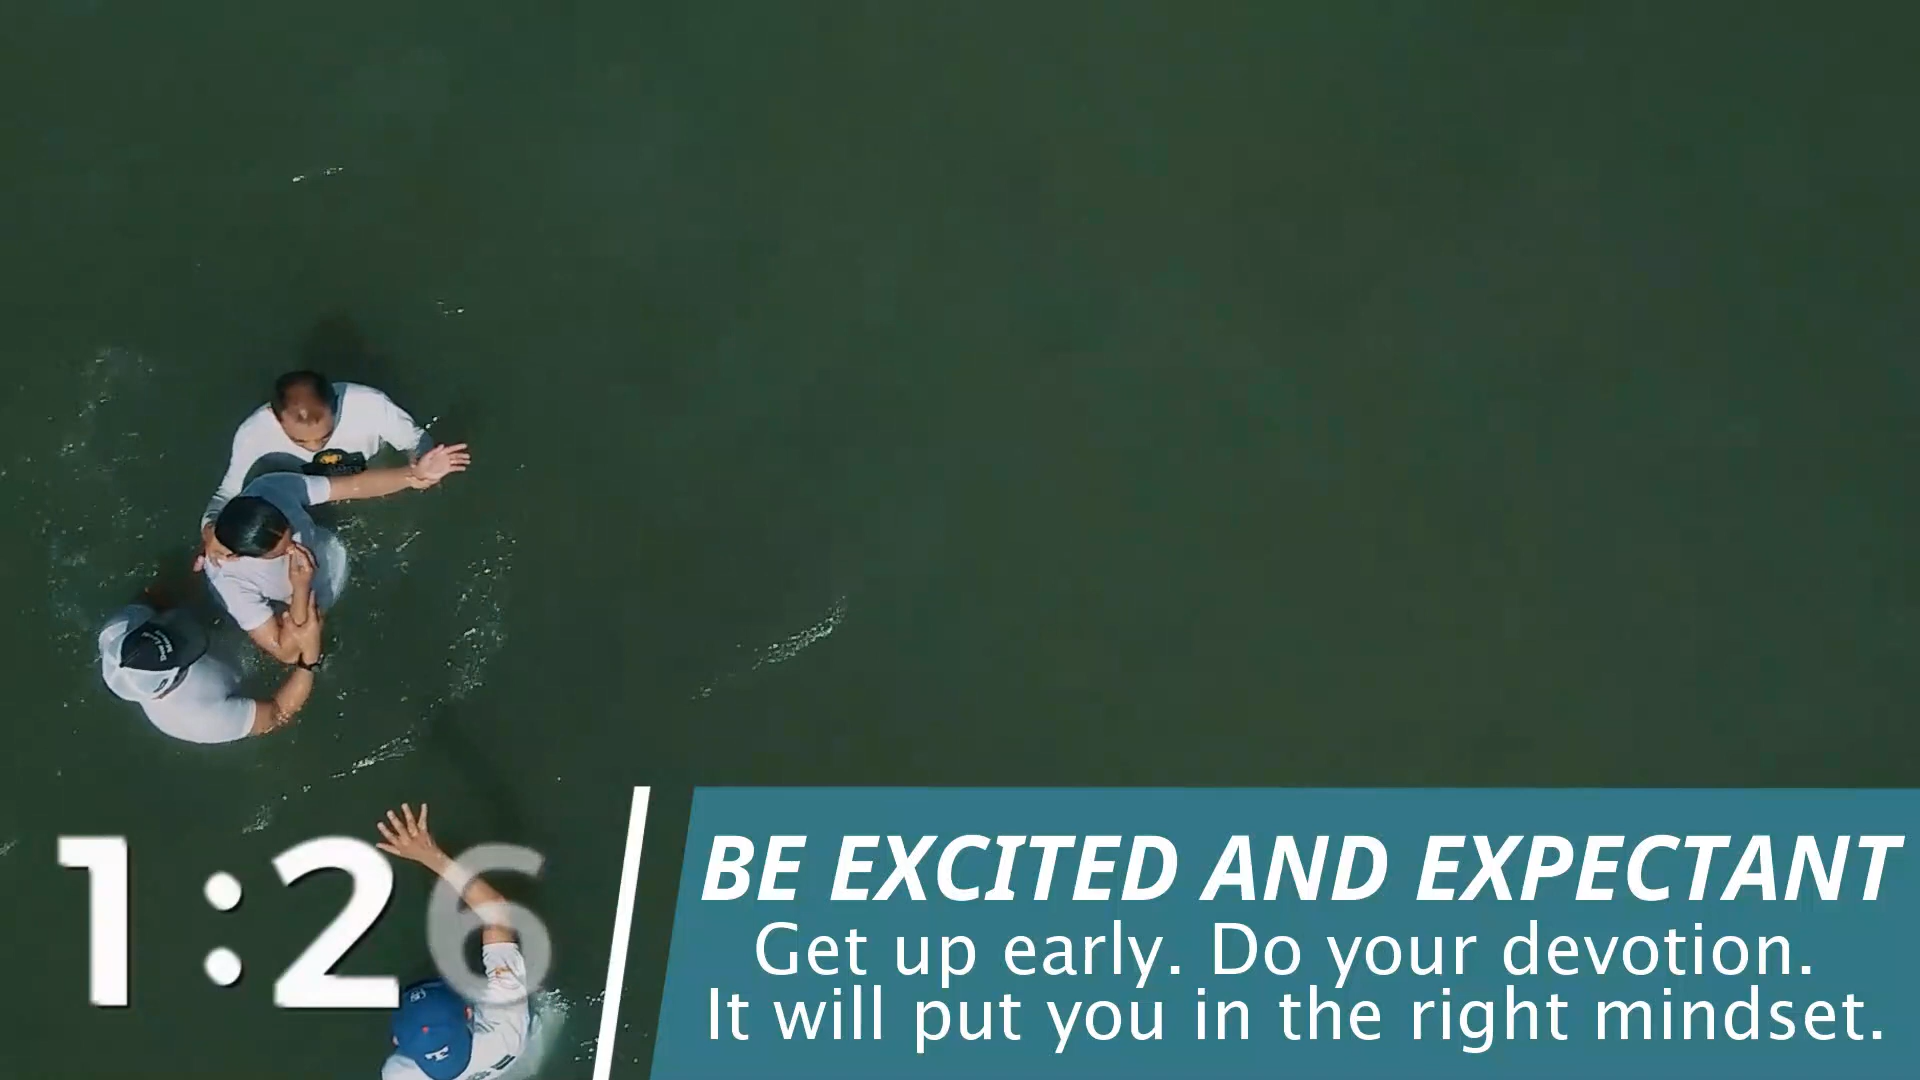 1:26
BE EXCITED AND EXPECTANT
Get up early. Do your devotion.
It will put you in the right mindset.